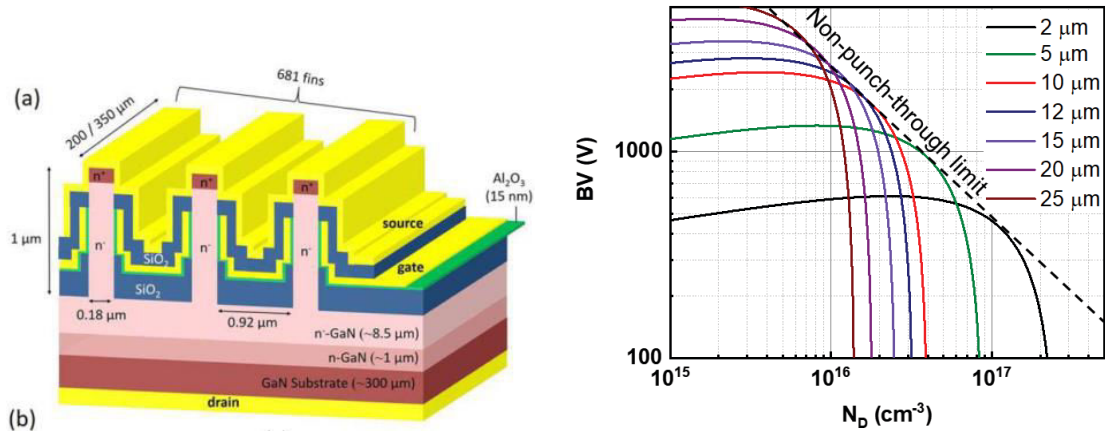 (a)
681 fins
200 / 350 μm
n⁺
n⁺
n⁺
Al₂O₃
(15 nm)
1 μm
n⁻
n⁻
n⁻
source
gate
SiO₂
SiO₂
0.18 μm
0.92 μm
n⁻-GaN (~8.5 μm)
n-GaN (~1 μm)
GaN Substrate (~300 μm)
drain
(b)
BV (V)
1000
100
Non-punch-through limit
2 μm
5 μm
10 μm
12 μm
15 μm
20 μm
25 μm
10¹⁵
10¹⁶
10¹⁷
N_D (cm⁻³)